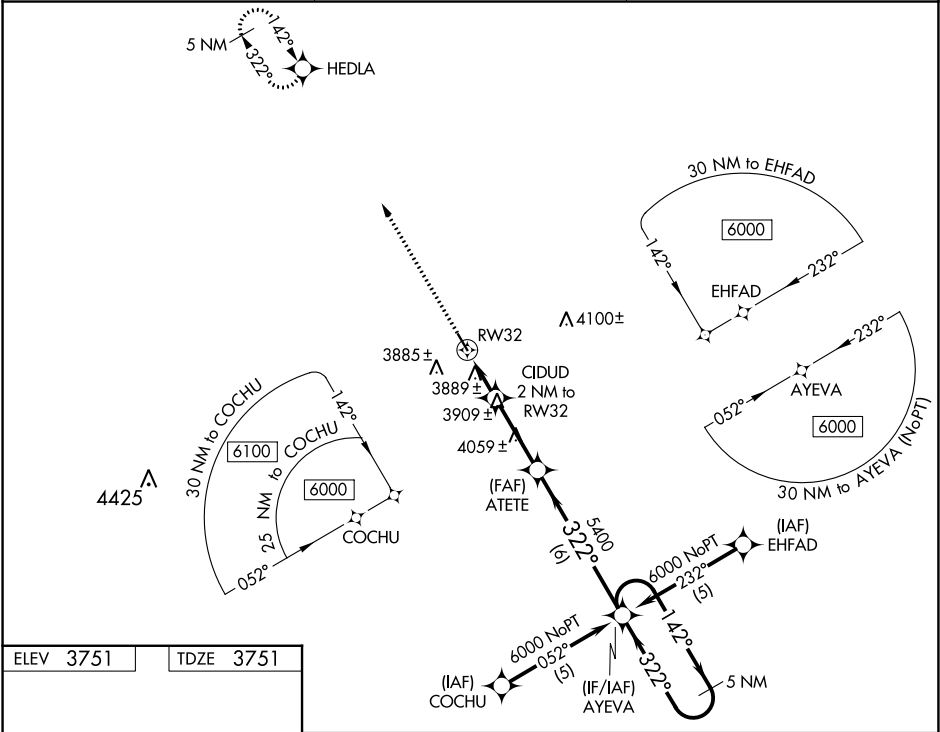 5 NM
142°
322°
HEDLA
30 NM to EHFAD
6000
142°
232°
EHFAD
4100±
RW32
3885±
3889±
CIDUD
2 NM to
RW32
3909±
4059±
232°
AYEVA
052°
6000
30 NM to AYEVA (NoPT)
30 NM to COCHU
6100
142°
25 NM to COCHU
6000
4425
COCHU
052°
(FAF)
ATETE
5400
322°
(6)
(IAF)
EHFAD
6000 NoPT
232°
(5)
6000 NoPT
052°
(5)
142°
322°
5 NM
(IF/IAF)
AYEVA
(IAF)
COCHU
ELEV 3751
TDZE 3751